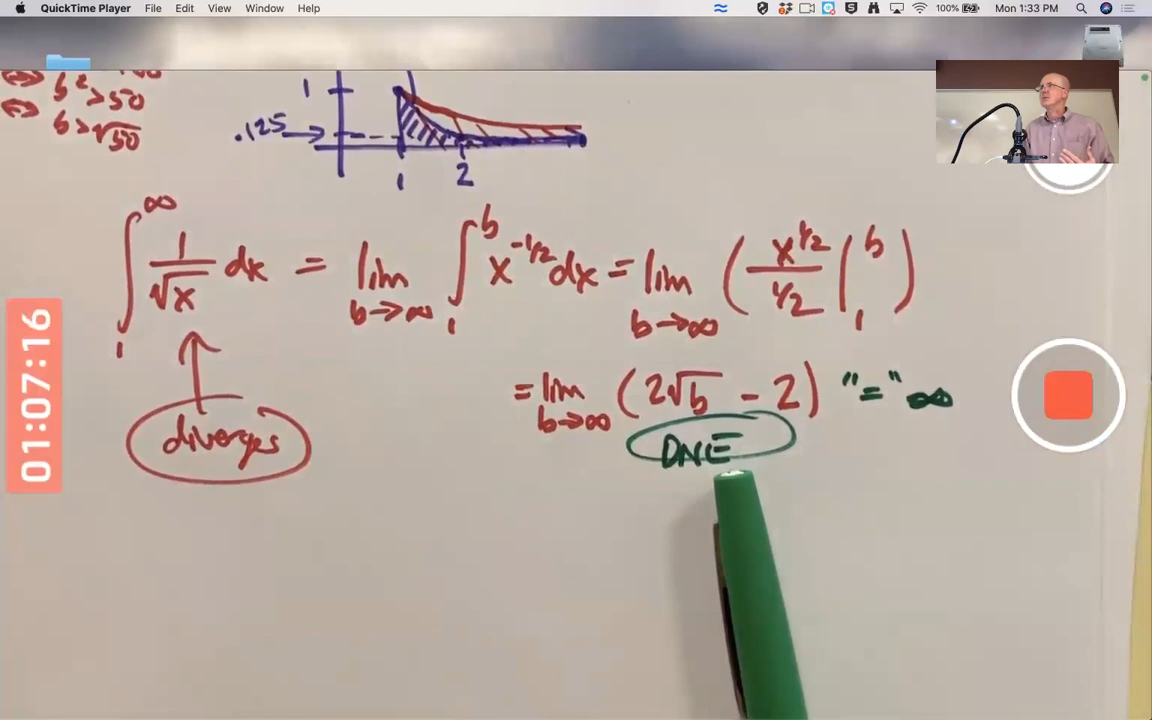 QuickTime Player File Edit View Window Help 100% Mon 1:33 PM
⇔ b² > 50
⇔ b > √50
1
.125 →
1 2
∫₁^∞ 1/√x dx = lim b→∞ ∫₁^b x^(-1/2) dx = lim b→∞ ( x^(1/2) / (1/2) |₁^b )
= lim b→∞ ( 2√b - 2 ) "=" ∞
diverges
DNE
01:07:16